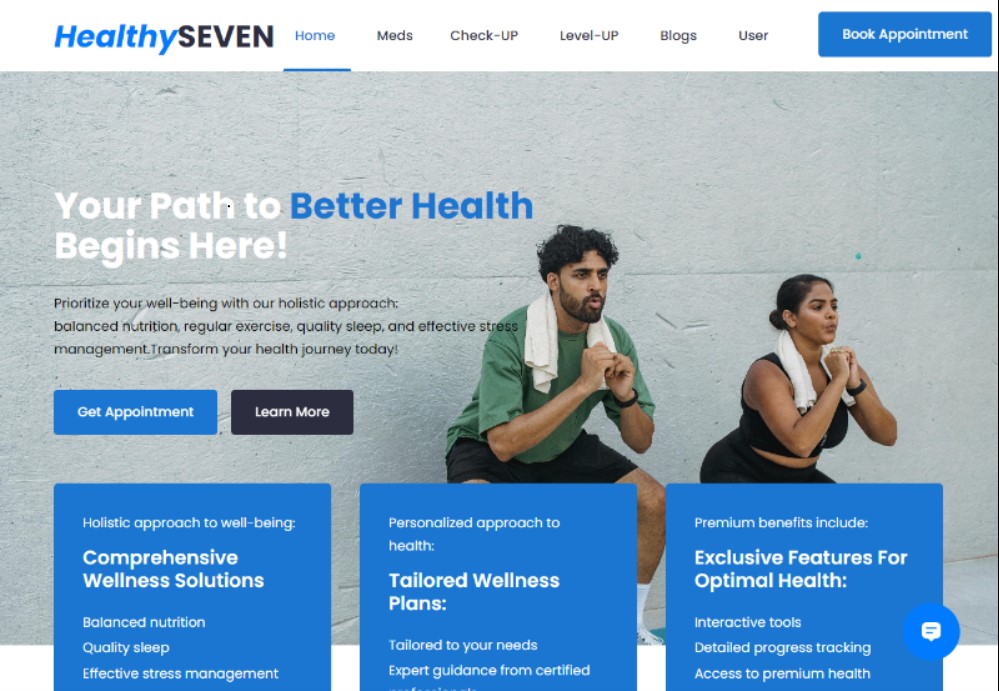 HealthySEVEN Home Meds Check-UP Level-UP Blogs User Book Appointment
Your Path to Better Health
Begins Here!
Prioritize your well-being with our holistic approach:
balanced nutrition, regular exercise, quality sleep, and effective stress
management.Transform your health journey today!
Get Appointment Learn More
Holistic approach to well-being:
Comprehensive
Wellness Solutions
Balanced nutrition
Quality sleep
Effective stress management
Personalized approach to
health:
Tailored Wellness
Plans:
Tailored to your needs
Expert guidance from certified
Premium benefits include:
Exclusive Features For
Optimal Health:
Interactive tools
Detailed progress tracking
Access to premium health